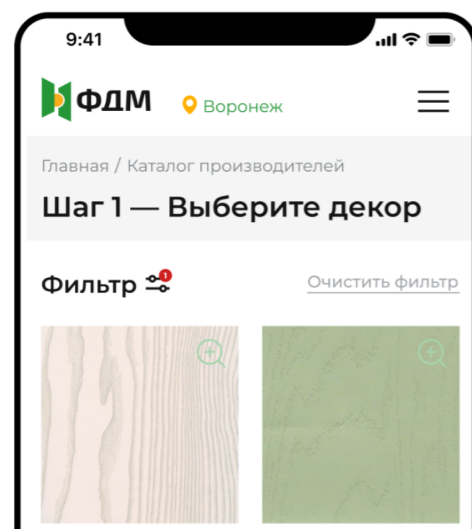 9:41
ФДМ
Воронеж
Главная / Каталог производителей
Шаг 1 — Выберите декор
Фильтр 1
Очистить фильтр